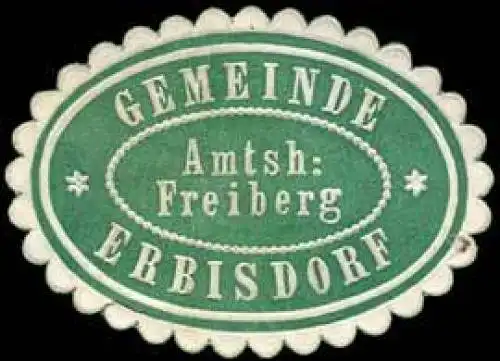 GEMEINDE
Amtsh:
Freiberg
* ERBISDORF *